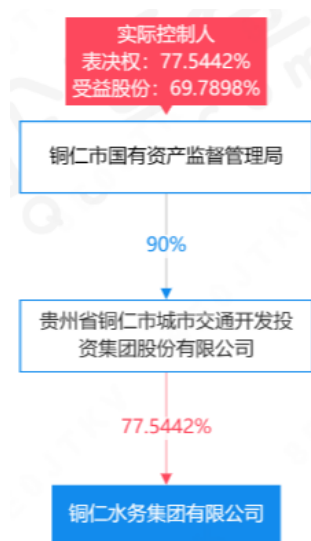 实际控制人
表决权：77.5442%
受益股份：69.7898%
铜仁市国有资产监督管理局
90%
贵州省铜仁市城市交通开发投
资集团股份有限公司
77.5442%
铜仁水务集团有限公司